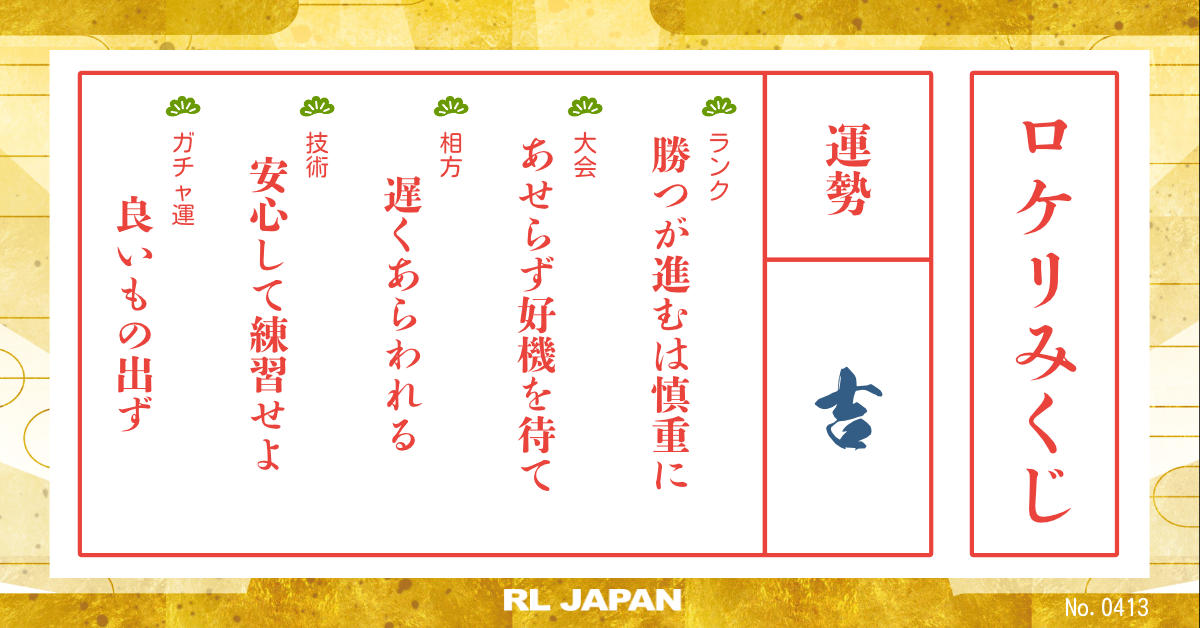 ロケリみくじ
運勢
吉
ランク
勝つが進むは慎重に
大会
あせらず好機を待て
相方
遅くあらわれる
技術
安心して練習せよ
ガチャ運
良いもの出ず
RL JAPAN
No. 0413